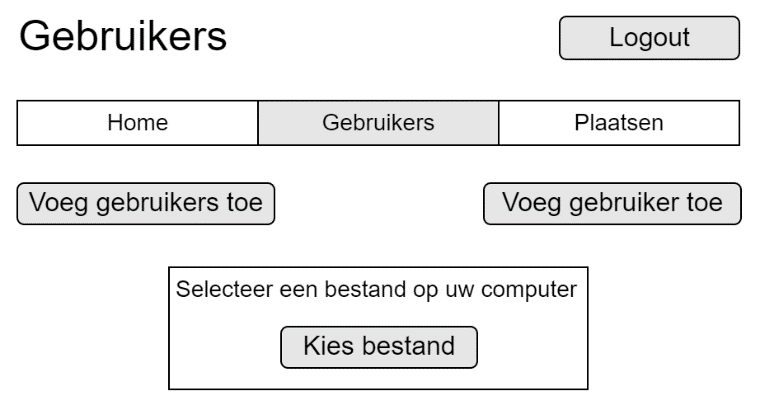 Gebruikers
Logout
Home
Gebruikers
Plaatsen
Voeg gebruikers toe
Voeg gebruiker toe
Selecteer een bestand op uw computer
Kies bestand